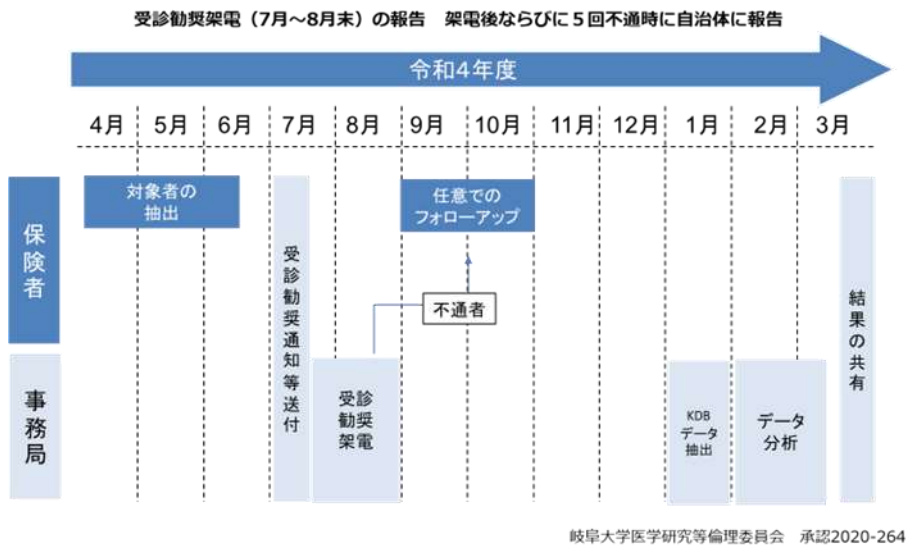 受診勧奨架電（7月～8月末）の報告　架電後ならびに５回不通時に自治体に報告
令和4年度
4月 5月 6月 7月 8月 9月 10月 11月 12月 1月 2月 3月
保険者
対象者の
抽出
受診勧奨通知等送付
任意での
フォローアップ
不通者
結果の共有
事務局
受診
勧奨
架電
KDB
データ
抽出
データ
分析
岐阜大学医学研究等倫理委員会　承認2020-264